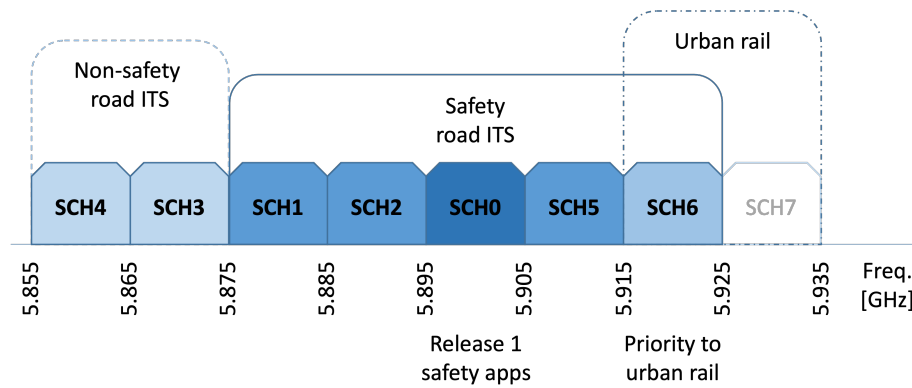 Urban rail
Non-safety
road ITS
Safety
road ITS
SCH4 SCH3 SCH1 SCH2 SCH0 SCH5 SCH6 SCH7
5.855 5.865 5.875 5.885 5.895 5.905 5.915 5.925 5.935
Freq.
[GHz]
Release 1
safety apps
Priority to
urban rail